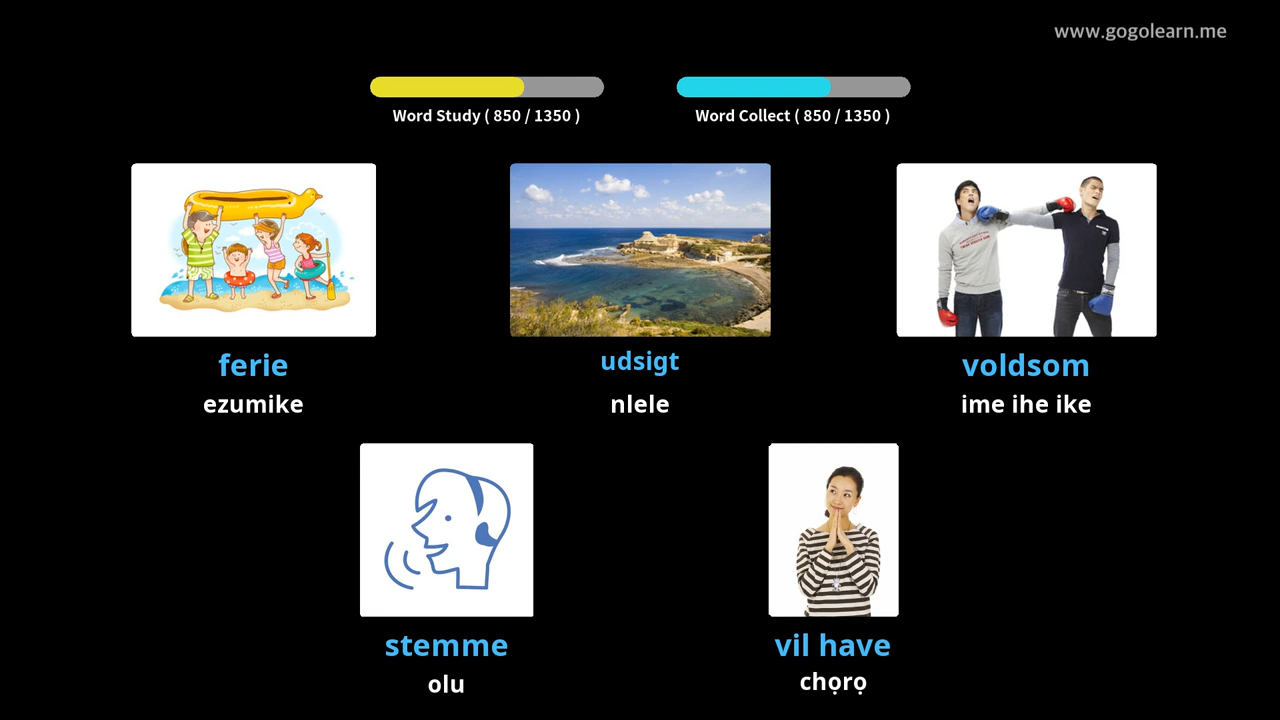 www.gogolearn.me
Word Study ( 850 / 1350 )
Word Collect ( 850 / 1350 )
ferie
ezumike
udsigt
nlele
voldsom
ime ihe ike
stemme
olu
vil have
chọrọ